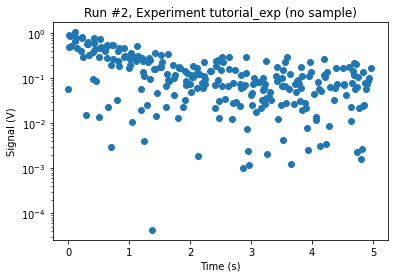 Run #2, Experiment tutorial_exp (no sample)
10⁰
10⁻¹
10⁻²
10⁻³
10⁻⁴
Signal (V)
0 1 2 3 4 5
Time (s)